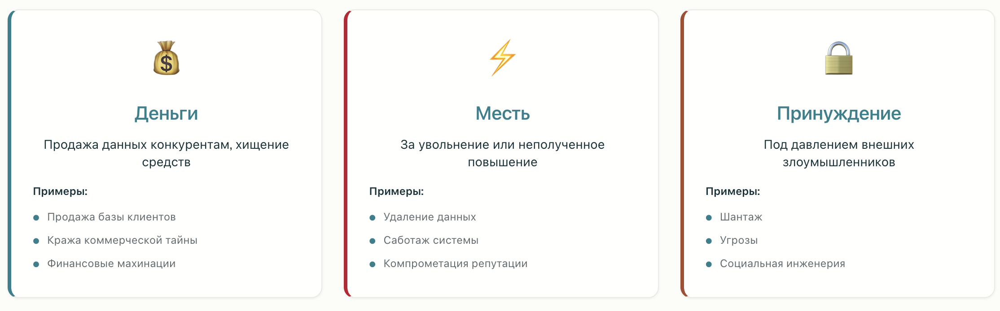 Деньги
Продажа данных конкурентам, хищение
средств
Примеры:
Продажа базы клиентов
Кража коммерческой тайны
Финансовые махинации
Месть
За увольнение или неполученное
повышение
Примеры:
Удаление данных
Саботаж системы
Компрометация репутации
Принуждение
Под давлением внешних
злоумышленников
Примеры:
Шантаж
Угрозы
Социальная инженерия